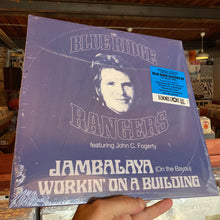 BLUE RIDGE
RANGERS
featuring John C. Fogerty
JAMBALAYA (On the Bayou)
WORKIN' ON A BUILDING